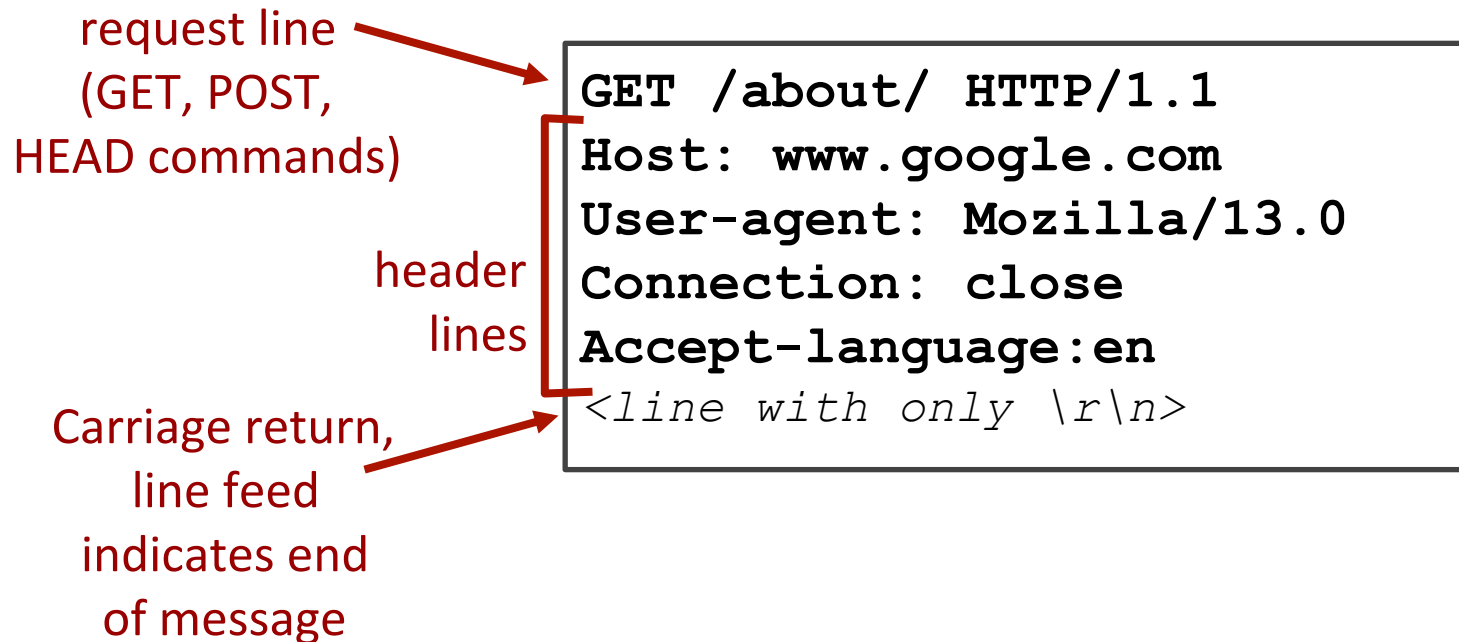 request line
(GET, POST,
HEAD commands)
GET /about/ HTTP/1.1
Host: www.google.com
User-agent: Mozilla/13.0
Connection: close
Accept-language:en
<line with only \r\n>
header
lines
Carriage return,
line feed
indicates end
of message